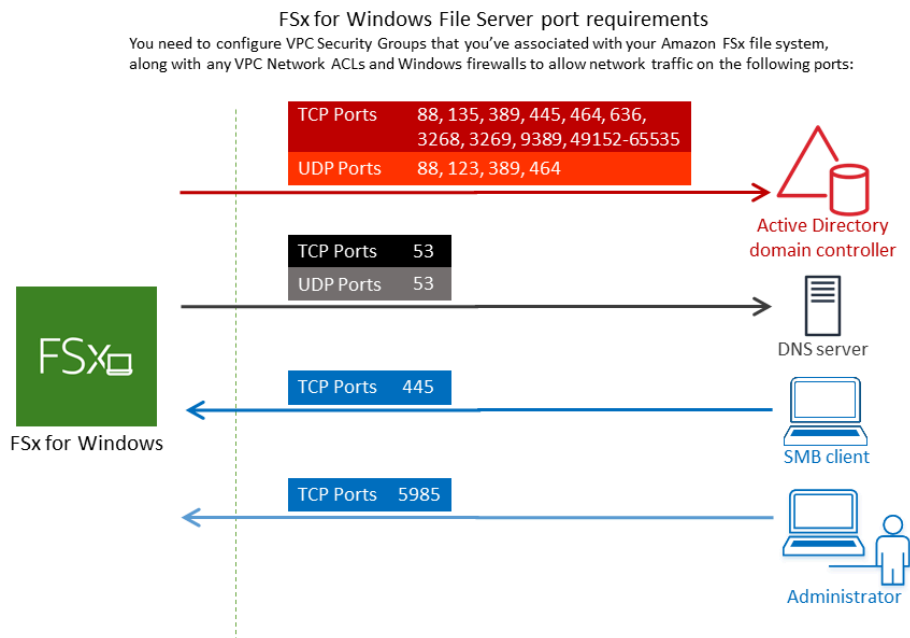 FSx for Windows File Server port requirements
You need to configure VPC Security Groups that you've associated with your Amazon FSx file system,
along with any VPC Network ACLs and Windows firewalls to allow network traffic on the following ports:
TCP Ports 88, 135, 389, 445, 464, 636,
3268, 3269, 9389, 49152-65535
UDP Ports 88, 123, 389, 464
Active Directory
domain controller
TCP Ports 53
UDP Ports 53
DNS server
FSx
FSx for Windows
TCP Ports 445
SMB client
TCP Ports 5985
Administrator